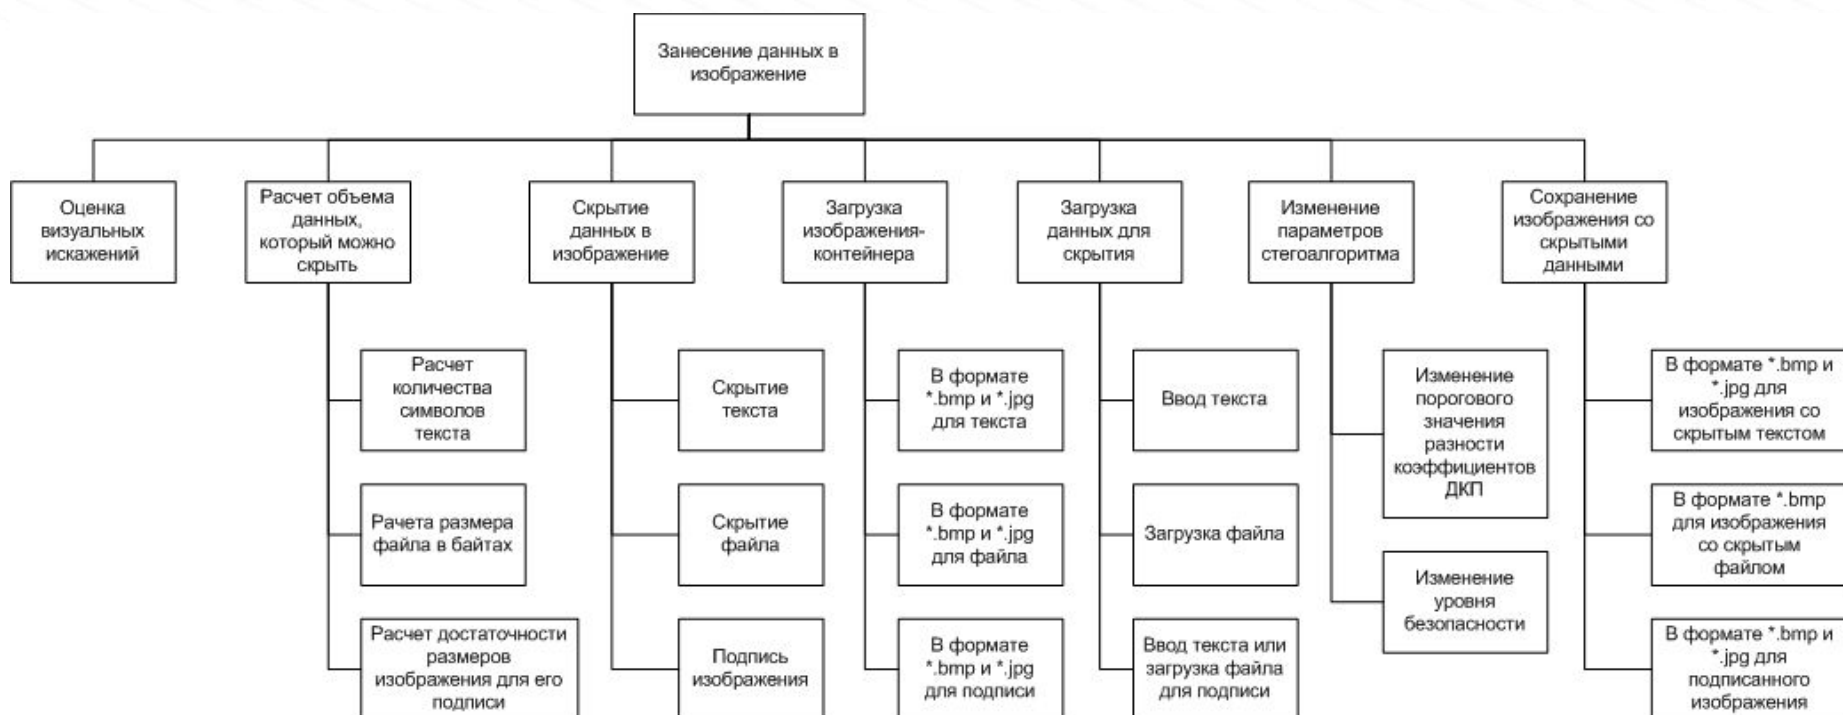 Занесение данных в
изображение
Оценка
визуальных
искажений
Расчет объема
данных,
который можно
скрыть
Скрытие
данных в
изображение
Загрузка
изображения-
контейнера
Загрузка
данных для
скрытия
Изменение
параметров
стегоалгоритма
Сохранение
изображения со
скрытыми
данными
Расчет
количества
символов
текста
Рачета размера
файла в байтах
Расчет достаточности
размеров
изображения для его
подписи
Скрытие
текста
Скрытие
файла
Подпись
изображения
В формате
*.bmp и *.jpg
для текста
В формате
*.bmp и *.jpg
для файла
В формате
*.bmp и *.jpg
для подписи
Ввод текста
Загрузка файла
Ввод текста или
загрузка файла
для подписи
Изменение
порогового
значения
разности
коэффициентов
ДКП
Изменение
уровня
безопасности
В формате *.bmp и
*.jpg для
изображения со
скрытым текстом
В формате *.bmp
для изображения
со скрытым
файлом
В формате *.bmp и
*.jpg для
подписанного
изображения